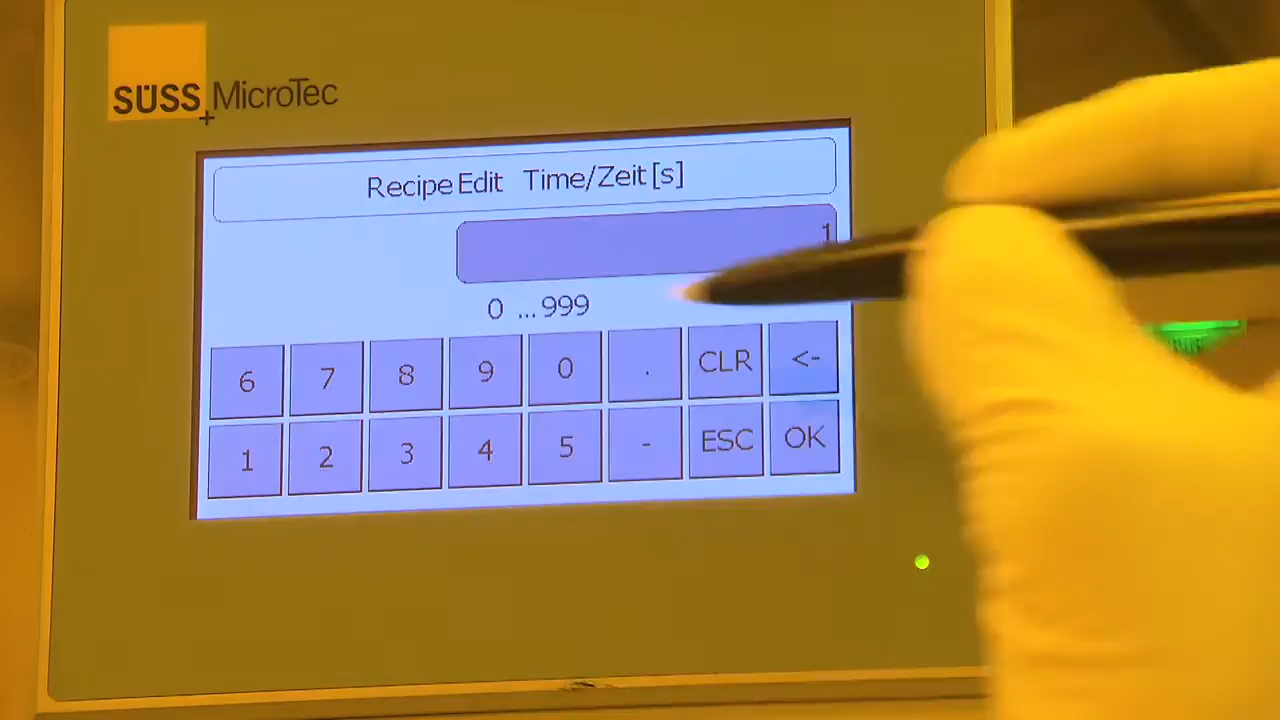 SÜSS MicroTec
Recipe Edit Time/Zeit [s]
1
0 ...999
6 7 8 9 0 . CLR <-
1 2 3 4 5 - ESC OK